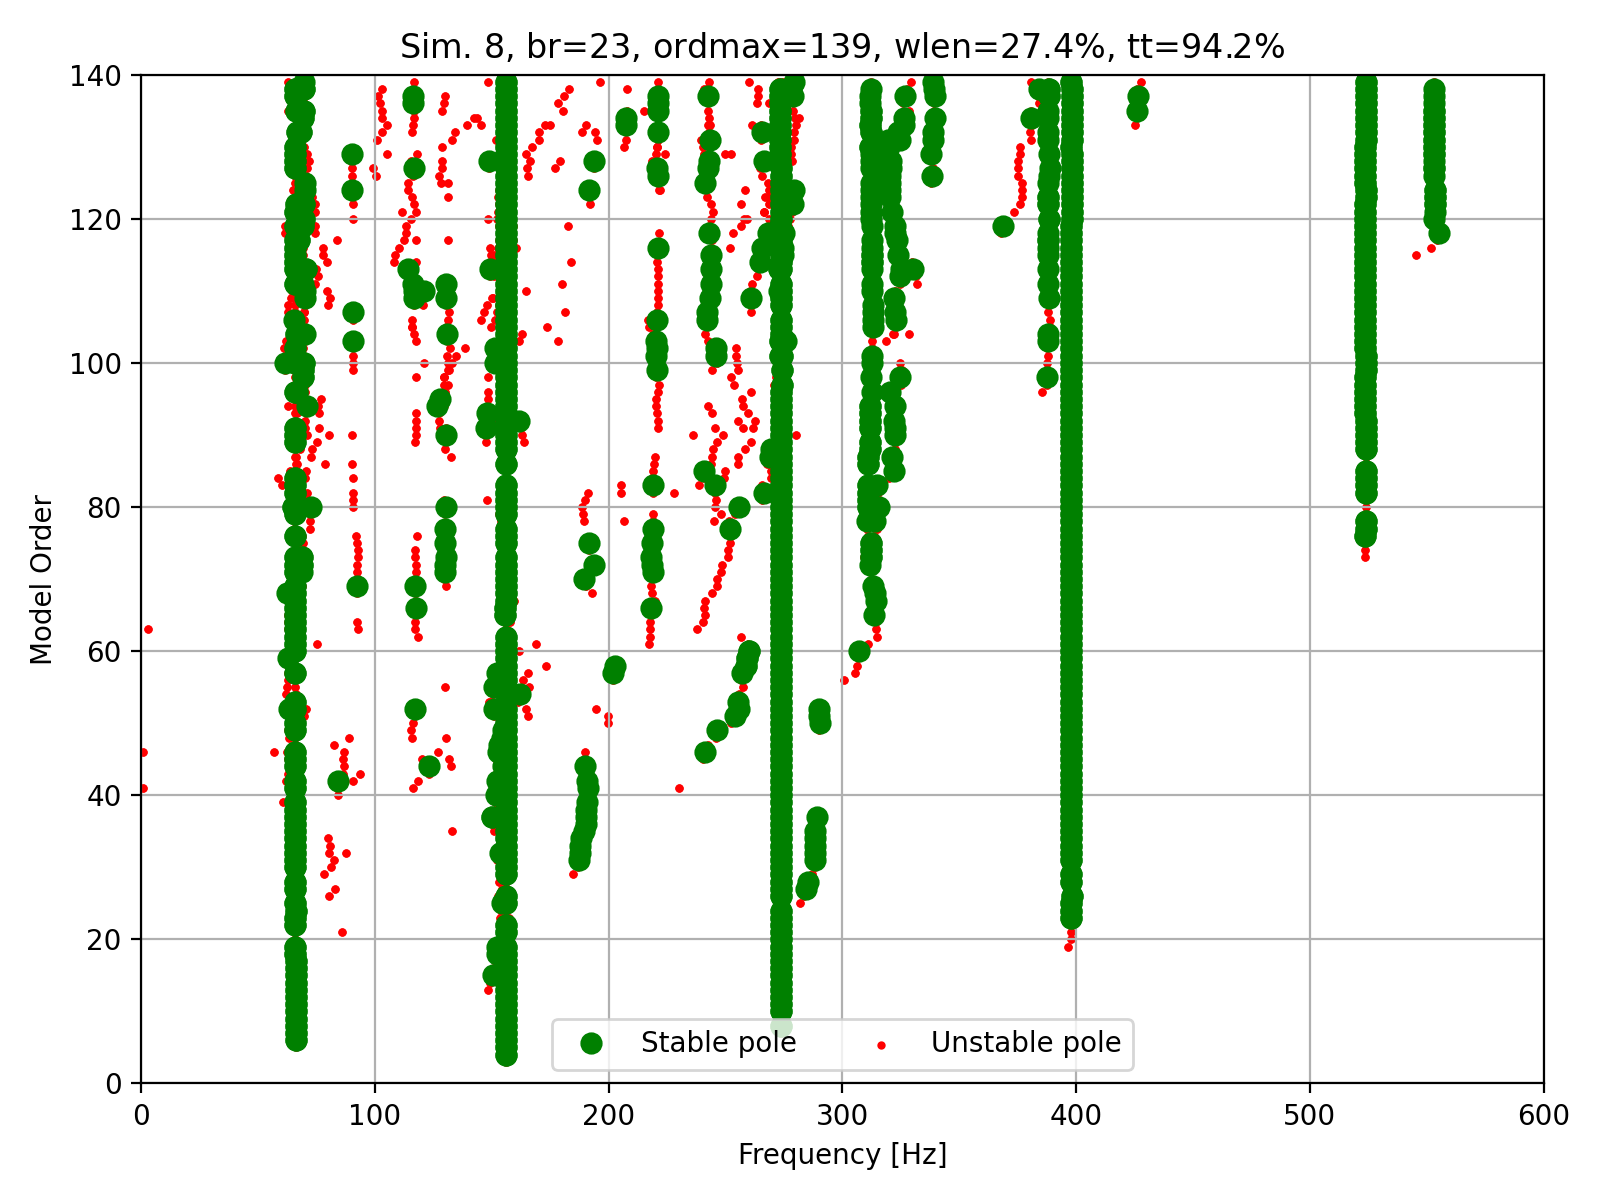 Sim. 8, br=23, ordmax=139, wlen=27.4%, tt=94.2%
140
120
100
80
60
40
20
0
Model Order
Stable pole Unstable pole
0 100 200 300 400 500 600
Frequency [Hz]